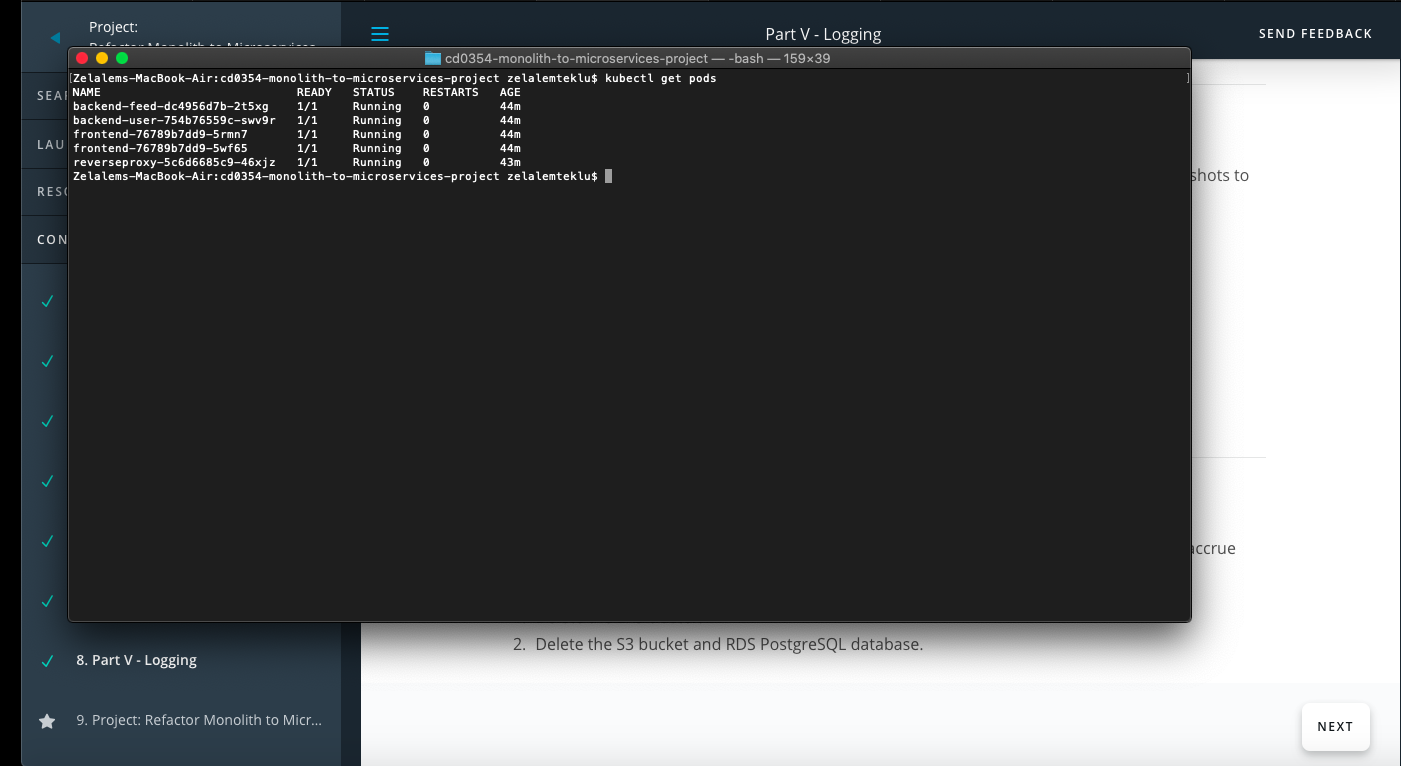 Project:
Refactor Monolith to Microservices
Part V - Logging
SEND FEEDBACK
cd0354-monolith-to-microservices-project — -bash — 159×39
[Zelalems-MacBook-Air:cd0354-monolith-to-microservices-project zelalemteklu$ kubectl get pods ]
NAME READY STATUS RESTARTS AGE
backend-feed-dc4956d7b-2t5xg 1/1 Running 0 44m
backend-user-754b76559c-swv9r 1/1 Running 0 44m
frontend-76789b7dd9-5rmn7 1/1 Running 0 44m
frontend-76789b7dd9-5wf65 1/1 Running 0 44m
reverseproxy-5c6d6685c9-46xjz 1/1 Running 0 43m
Zelalems-MacBook-Air:cd0354-monolith-to-microservices-project zelalemteklu$
SEA
LAU
RESO
CON
shots to
accrue
2. Delete the S3 bucket and RDS PostgreSQL database.
8. Part V - Logging
9. Project: Refactor Monolith to Micr...
NEXT